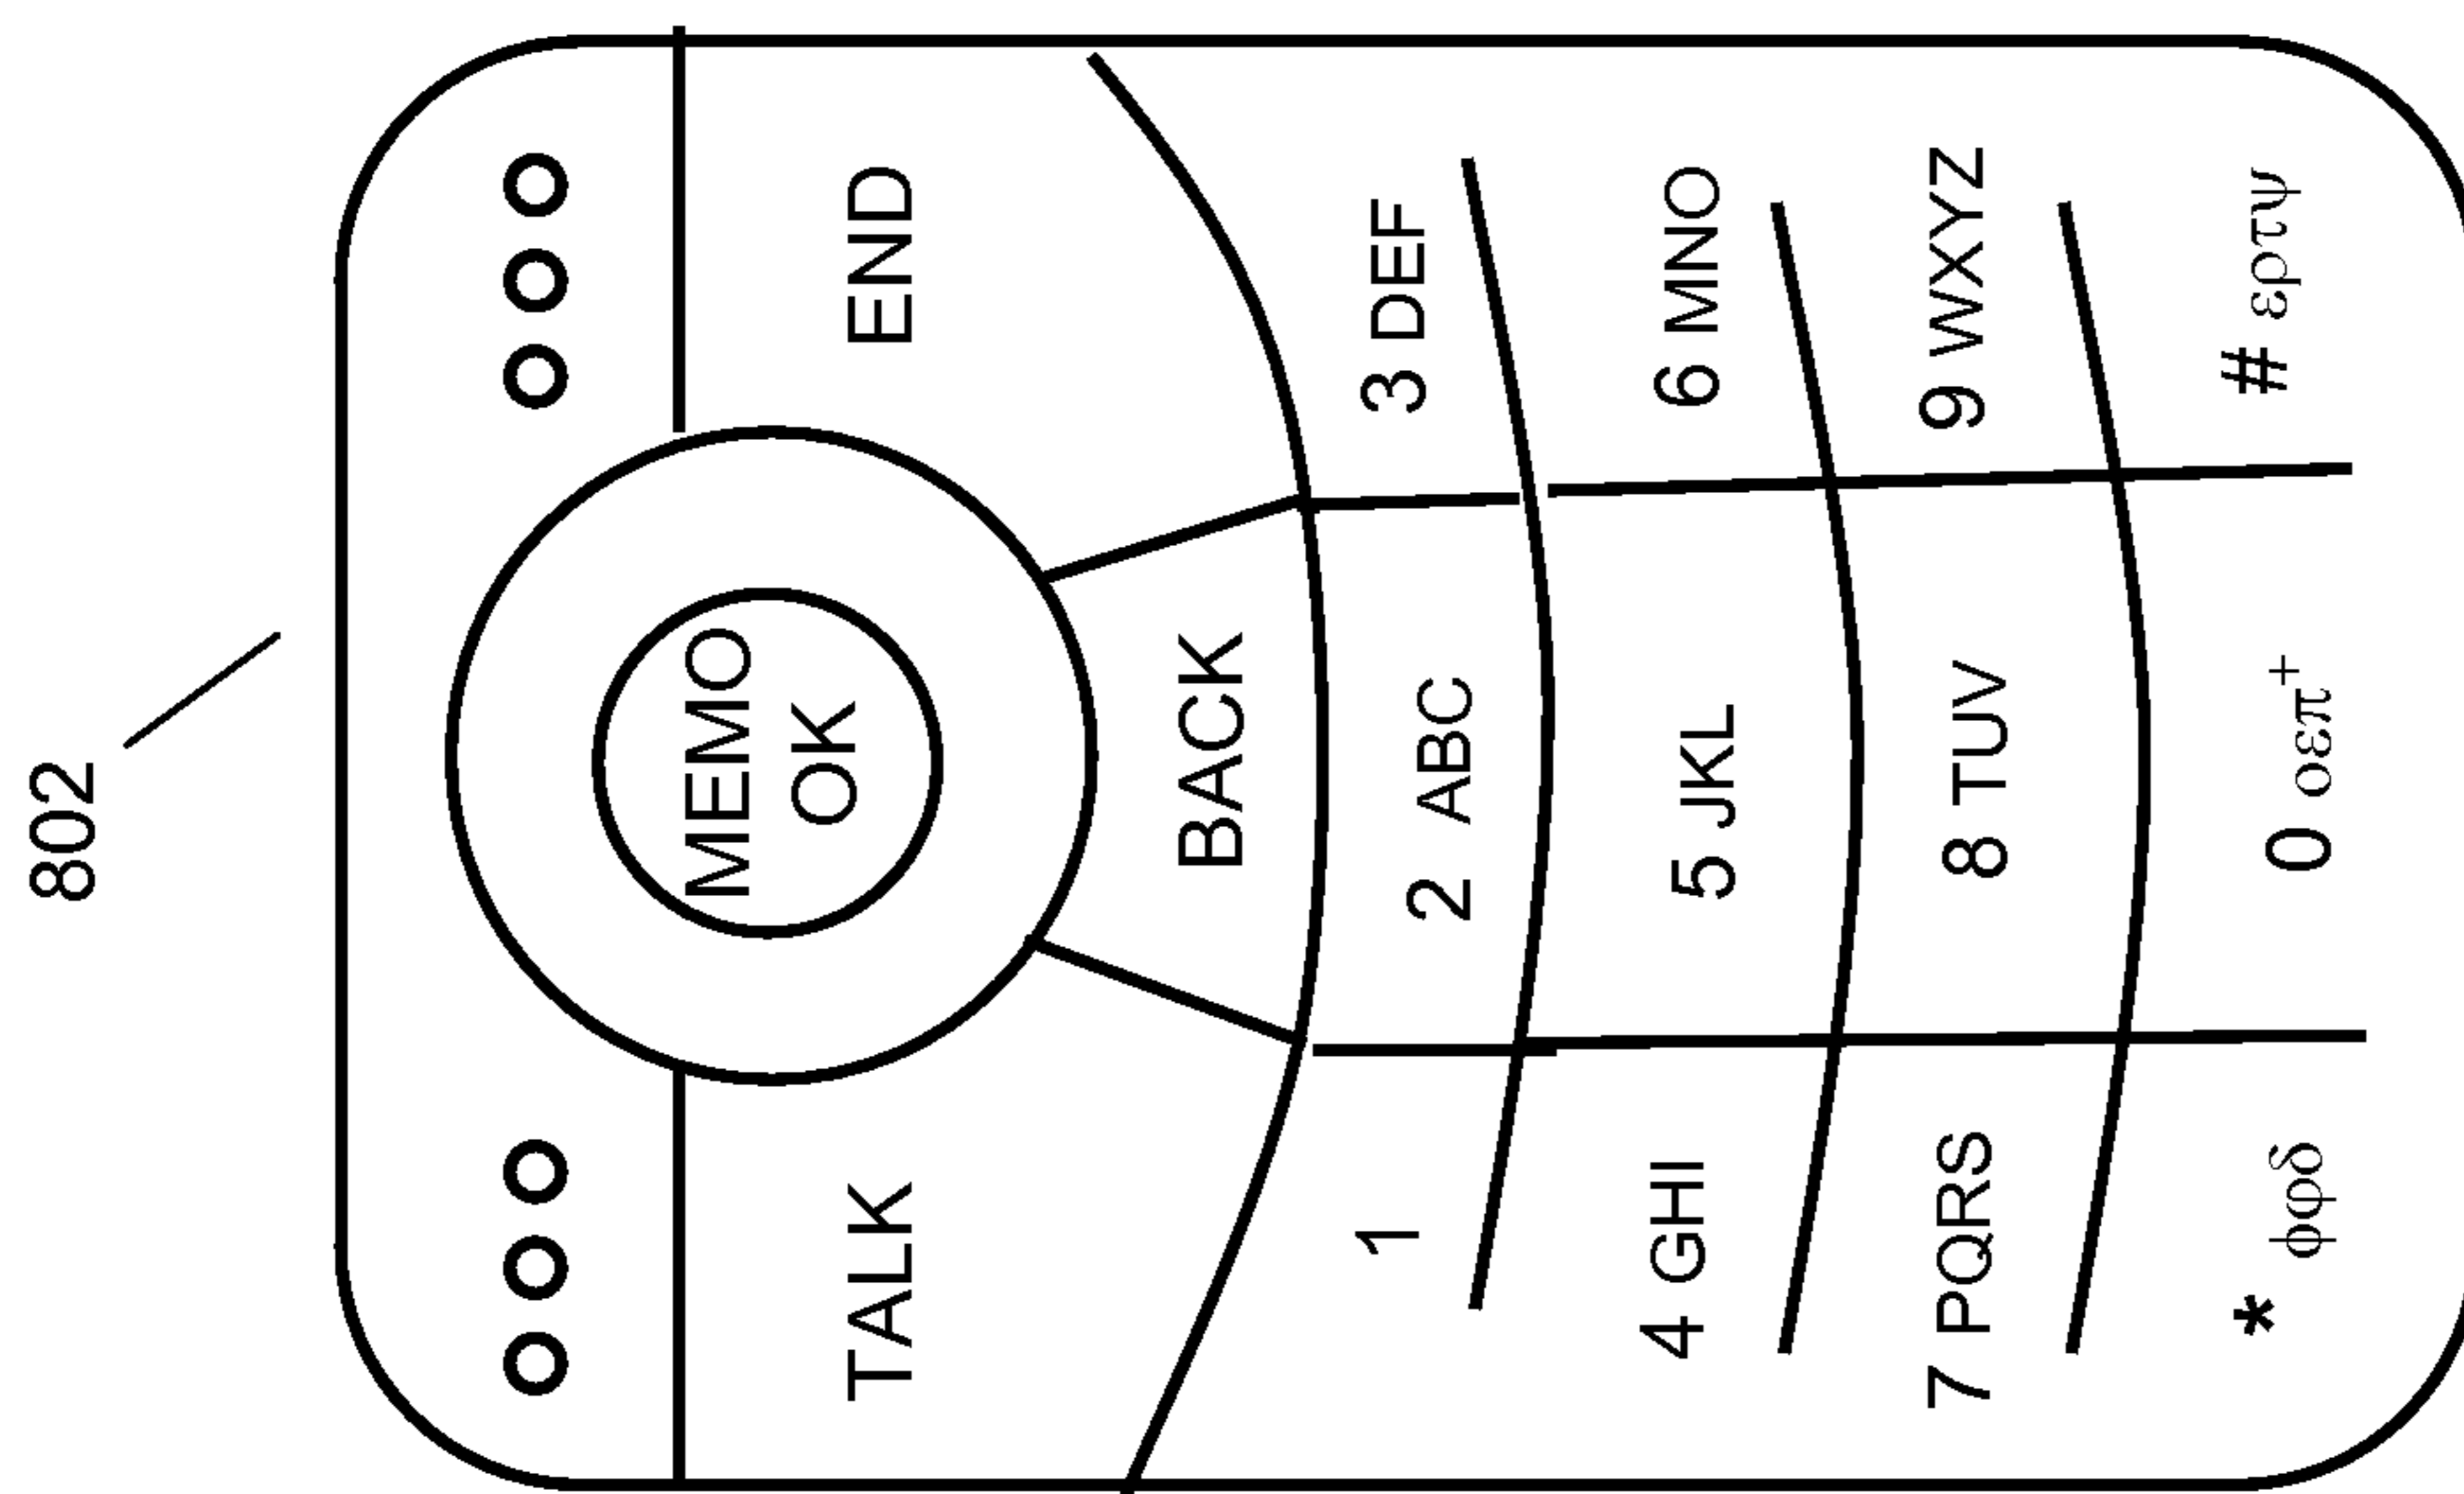 802
MEMO
OK
TALK
END
BACK
1
2 ABC
3 DEF
4 GHI
5 JKL
6 MNO
7 PQRS
8 TUV
9 WXYZ
* φφδ
0 οεπ+
# ερτψ